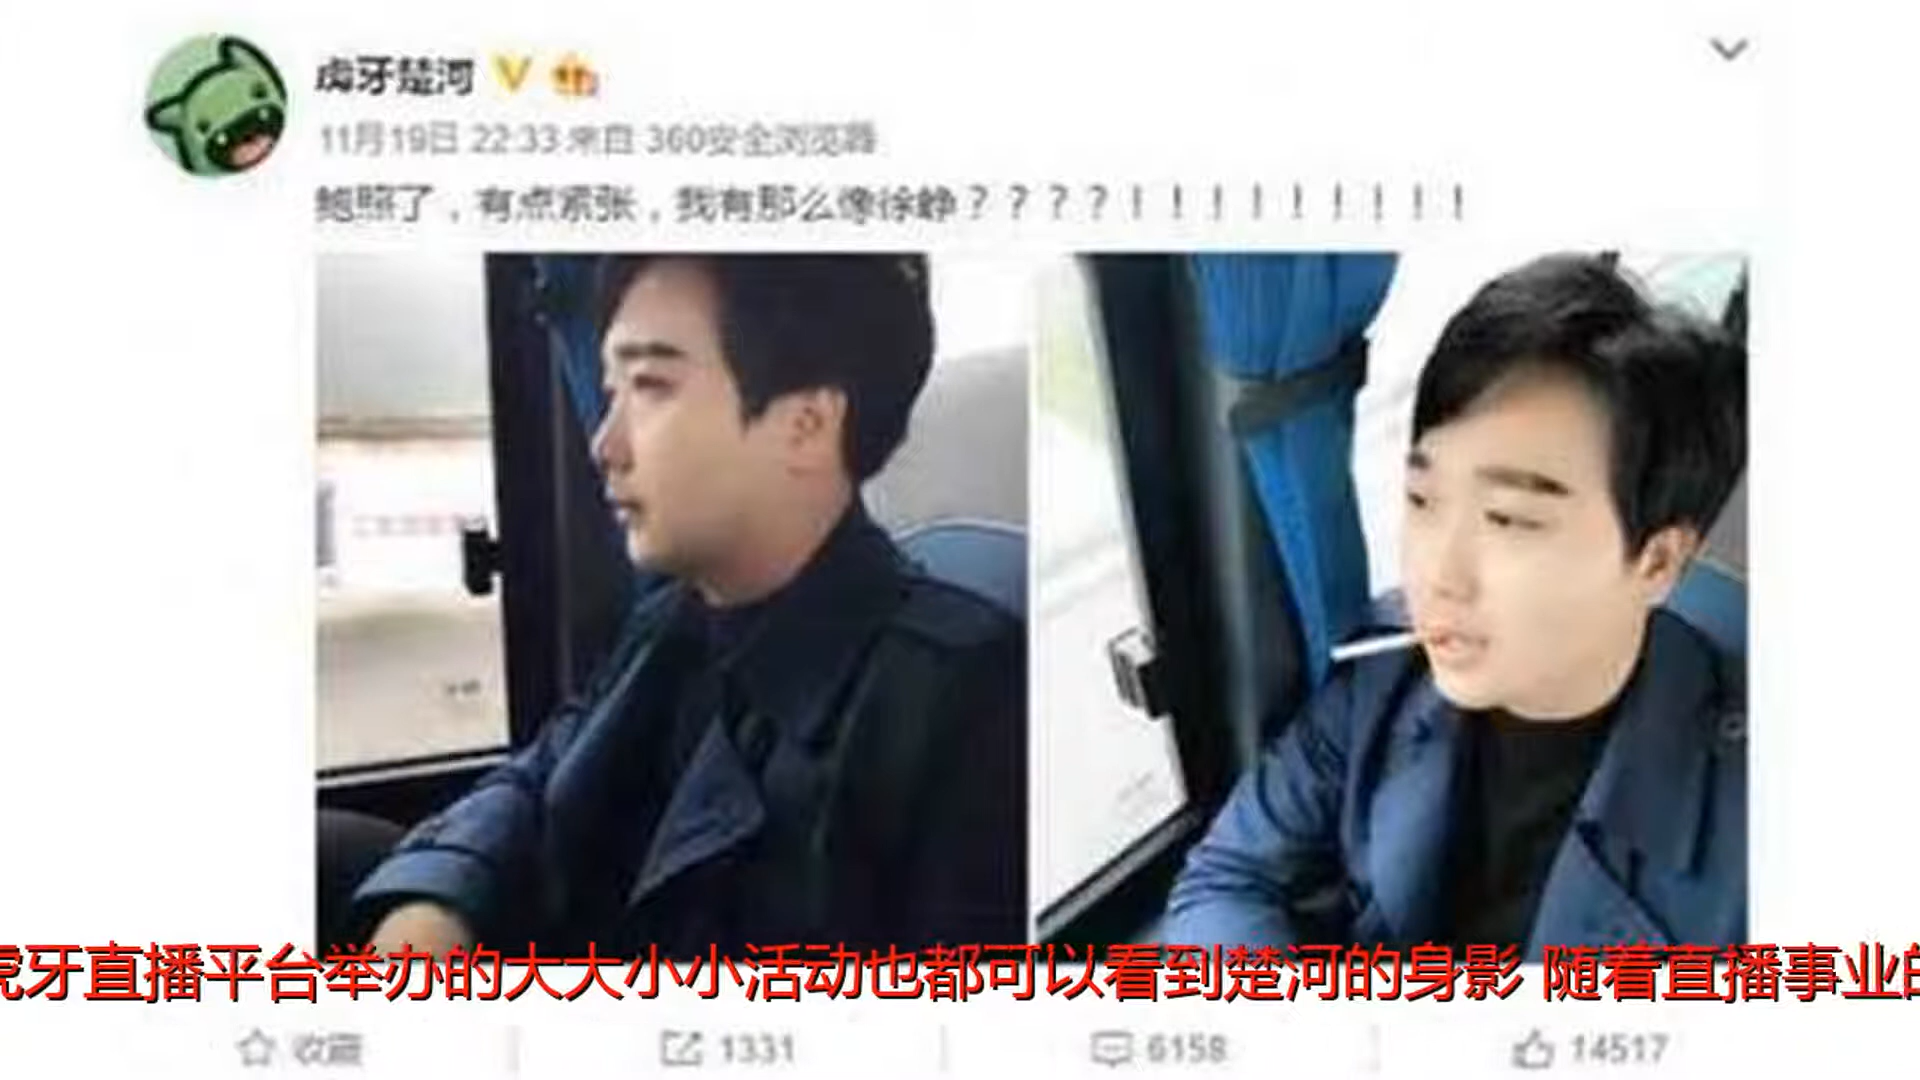 虎牙楚河
11月19日 22:33 来自 360安全浏览器
鲍照了，有点紧张，我有那么像徐峥？？？？！！！！！！！！！
虎牙直播平台举办的大大小小活动也都可以看到楚河的身影 随着直播事业的
收藏
1331
6158
14517